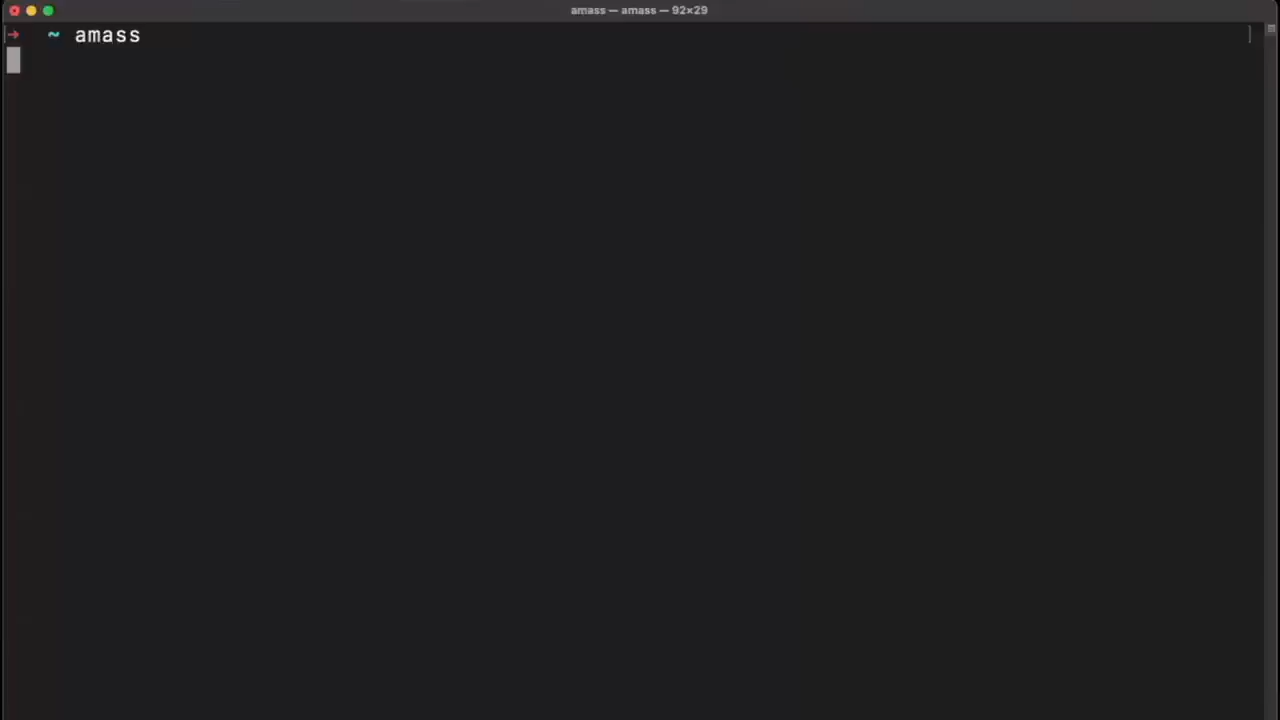 amass — amass — 92×29
→ ~ amass